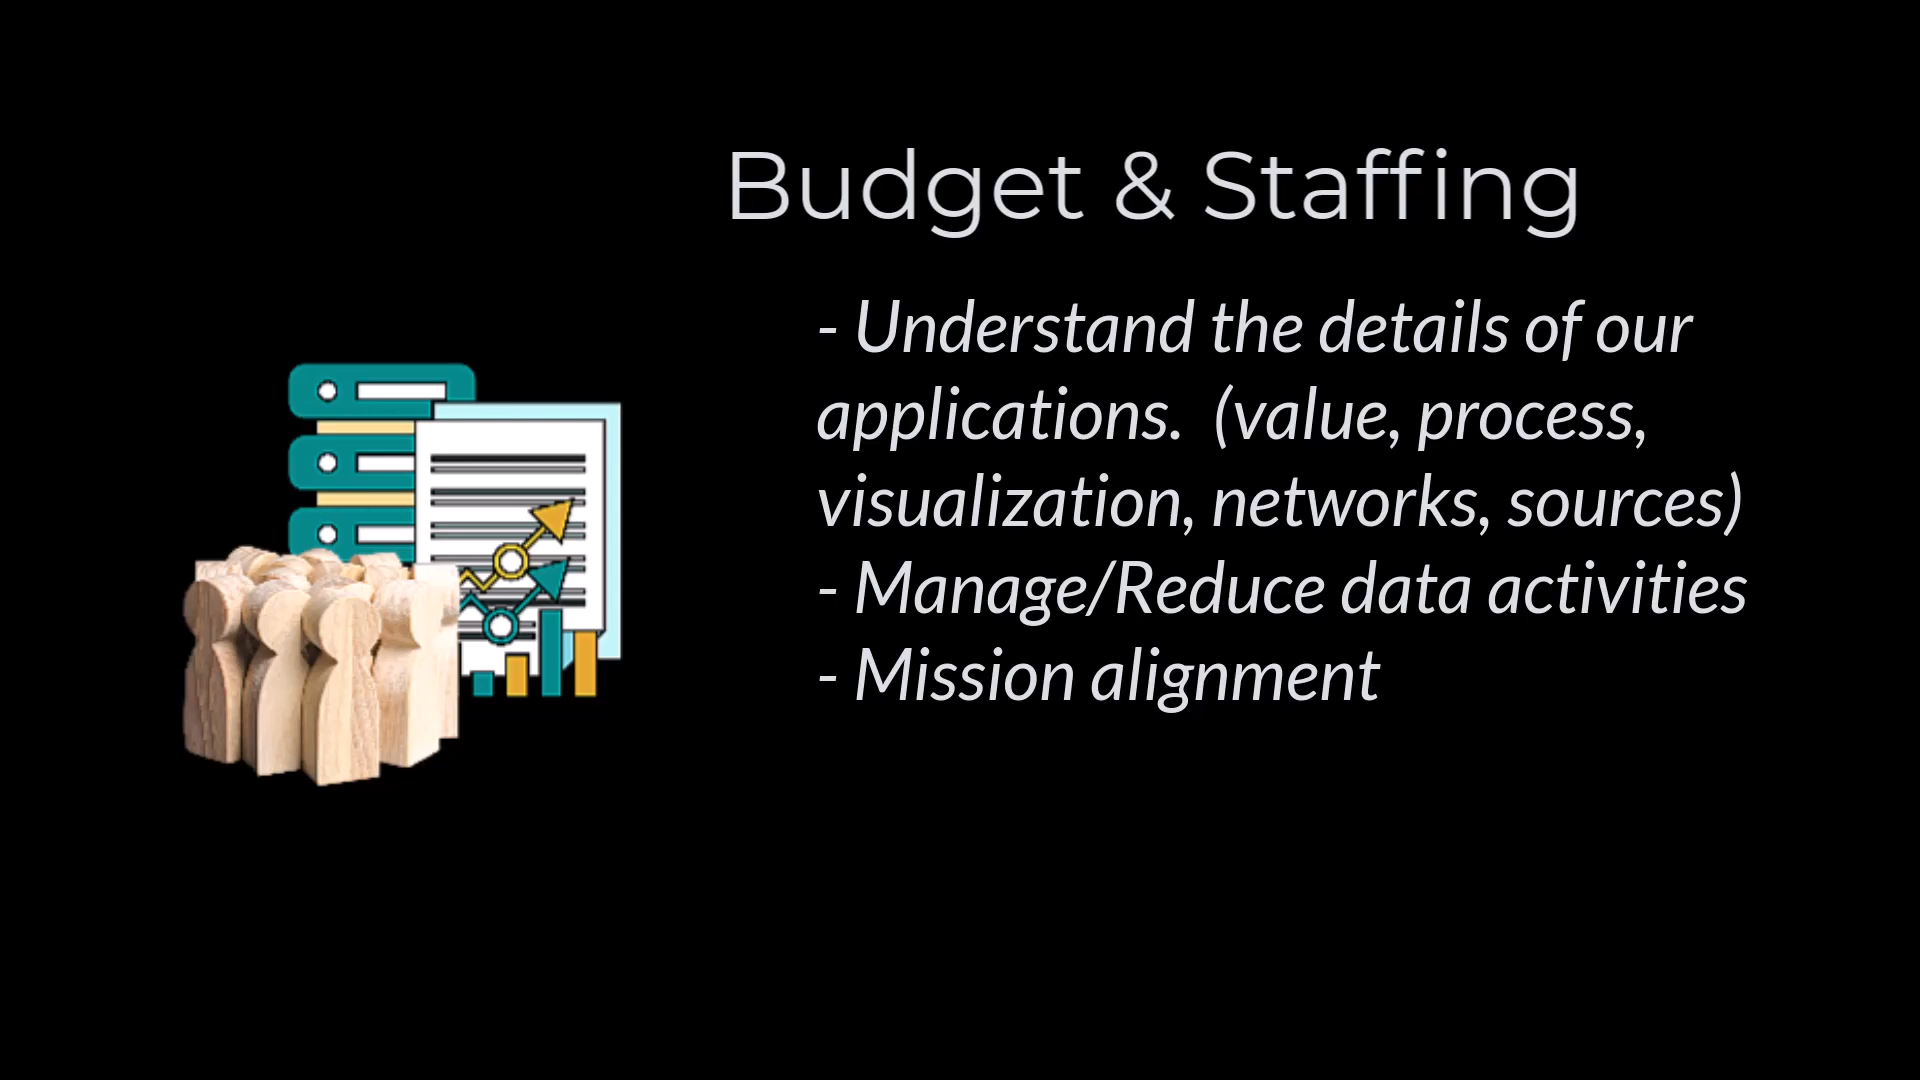 Budget & Staffing
- Understand the details of our
applications.  (value, process,
visualization, networks, sources)
- Manage/Reduce data activities
- Mission alignment